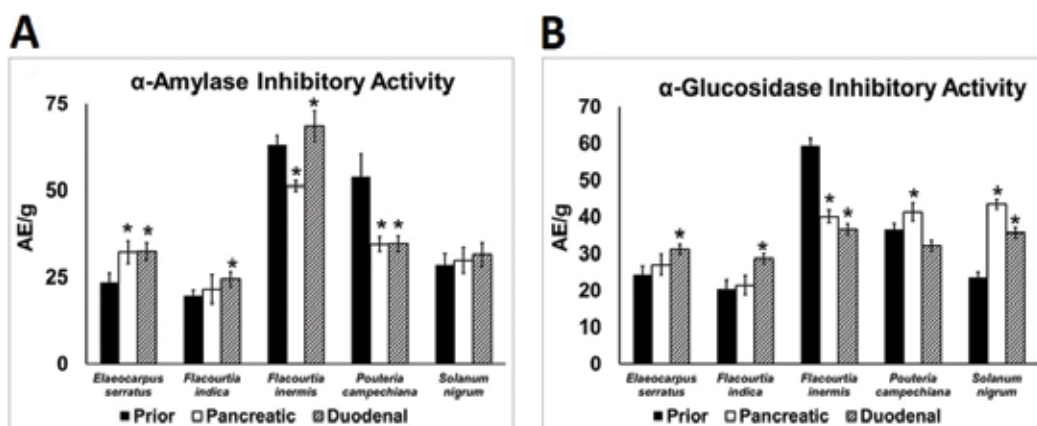 A
α-Amylase Inhibitory Activity
AE/g
75
50
25
0
* * * * * * * *
Elaeocarpus serratus
Flacourtia indica
Flacourtia inermis
Pouteria campechiana
Solanum nigrum
Prior Pancreatic Duodenal
B
α-Glucosidase Inhibitory Activity
AE/g
70
60
50
40
30
20
10
0
* * * * * * *
Elaeocarpus serratus
Flacourtia indica
Flacourtia inermis
Pouteria campechiana
Solanum nigrum
Prior Pancreatic Duodenal